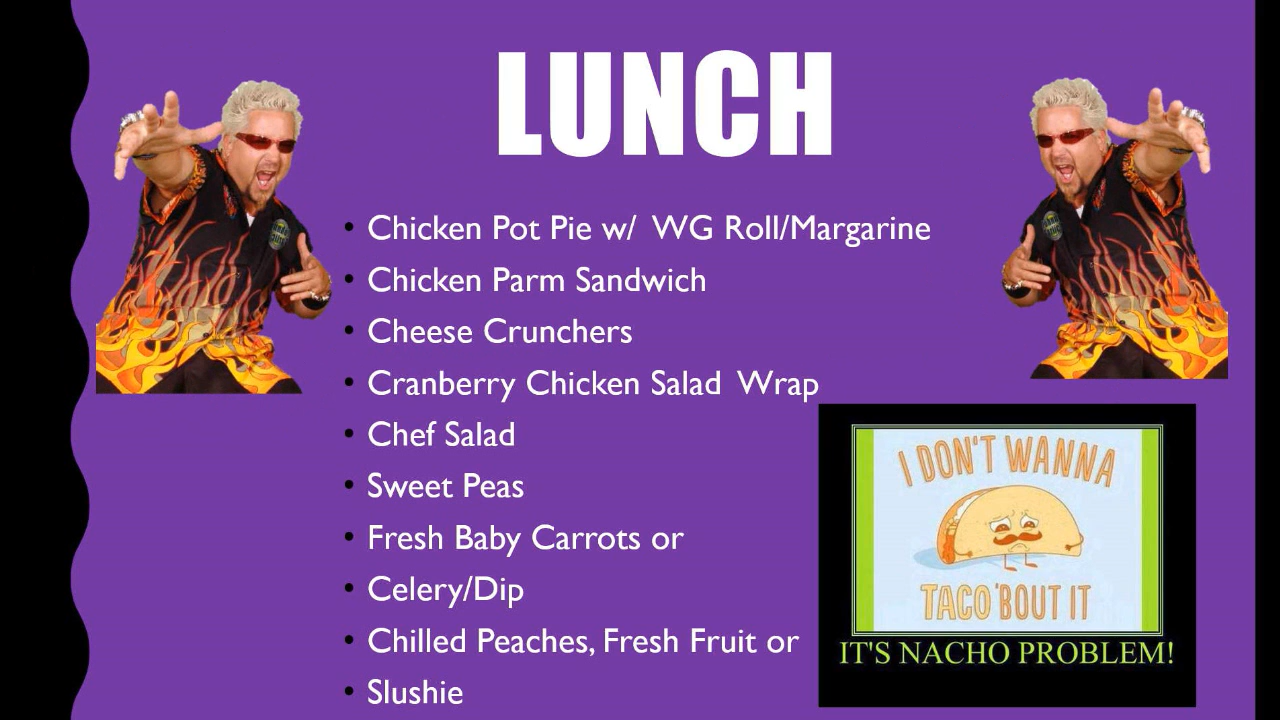 LUNCH
• Chicken Pot Pie w/ WG Roll/Margarine
• Chicken Parm Sandwich
• Cheese Crunchers
• Cranberry Chicken Salad Wrap
• Chef Salad
• Sweet Peas
• Fresh Baby Carrots or
• Celery/Dip
• Chilled Peaches, Fresh Fruit or
• Slushie
I DON'T WANNA
TACO 'BOUT IT
IT'S NACHO PROBLEM!